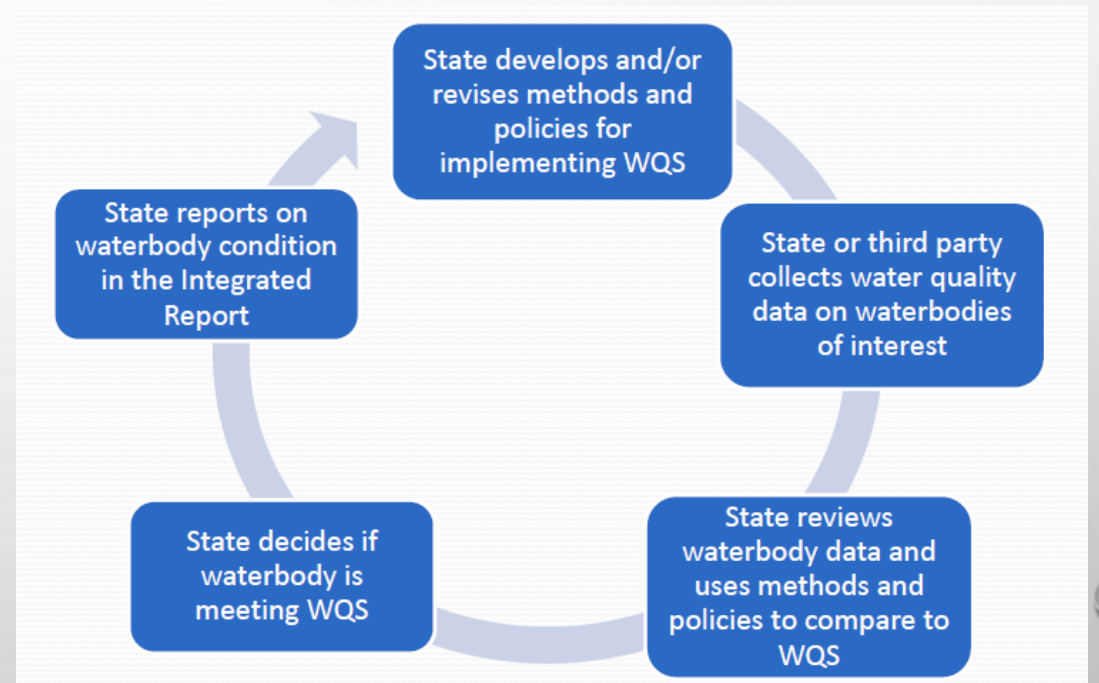 State develops and/or
revises methods and
policies for
implementing WQS
State or third party
collects water quality
data on waterbodies
of interest
State reviews
waterbody data and
uses methods and
policies to compare to
WQS
State decides if
waterbody is
meeting WQS
State reports on
waterbody condition
in the Integrated
Report